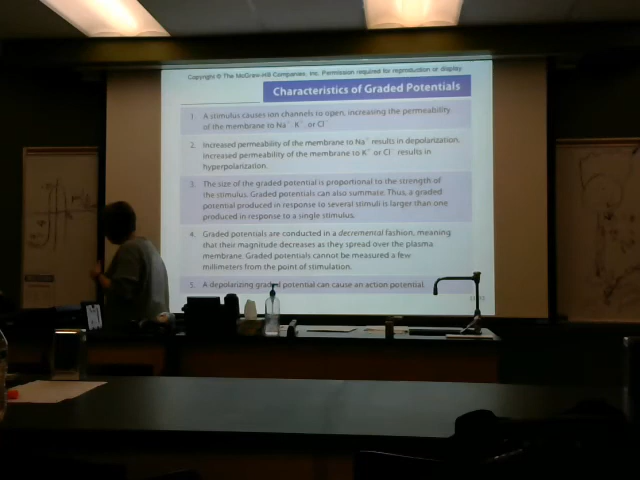 Copyright © The McGraw-Hill Companies, Inc. Permission required for reproduction or display.
Characteristics of Graded Potentials
1. A stimulus causes ion channels to open, increasing the permeability
of the membrane to Na⁺ K⁺ or Cl⁻
2. Increased permeability of the membrane to Na⁺ results in depolarization.
Increased permeability of the membrane to K⁺ or Cl⁻ results in
hyperpolarization.
3. The size of the graded potential is proportional to the strength of
the stimulus. Graded potentials can also summate. Thus, a graded
potential produced in response to several stimuli is larger than one
produced in response to a single stimulus.
4. Graded potentials are conducted in a decremental fashion, meaning
that their magnitude decreases as they spread over the plasma
membrane. Graded potentials cannot be measured a few
millimeters from the point of stimulation.
5. A depolarizing graded potential can cause an action potential.